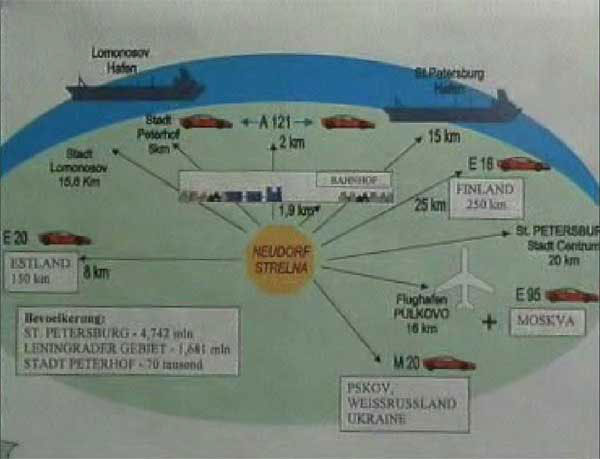 Lomonosov
Hafen
St.Petersburg
Hafen
Stadt
Peterhof
5km
A 121
2 km
15 km
Stadt
Lomonosov
15,6 Km
BAHNHOF
1,9 km
E 18
FINLAND
250 km
25 km
E 20
ESTLAND
150 km
8 km
NEUDORF
STRELNA
St. PETERSBUR
Stadt Centrum
20 km
Flughafen
PULKOVO
16 km
+
E 95
MOSKVA
Bevoelkerung:
ST. PETERSBURG - 4,742 mln
LENINGRADER GEBIET - 1,681 mln
STADT PETERHOF - 70 tausend
M 20
PSKOV,
WEISSRUSSLAND
UKRAINE